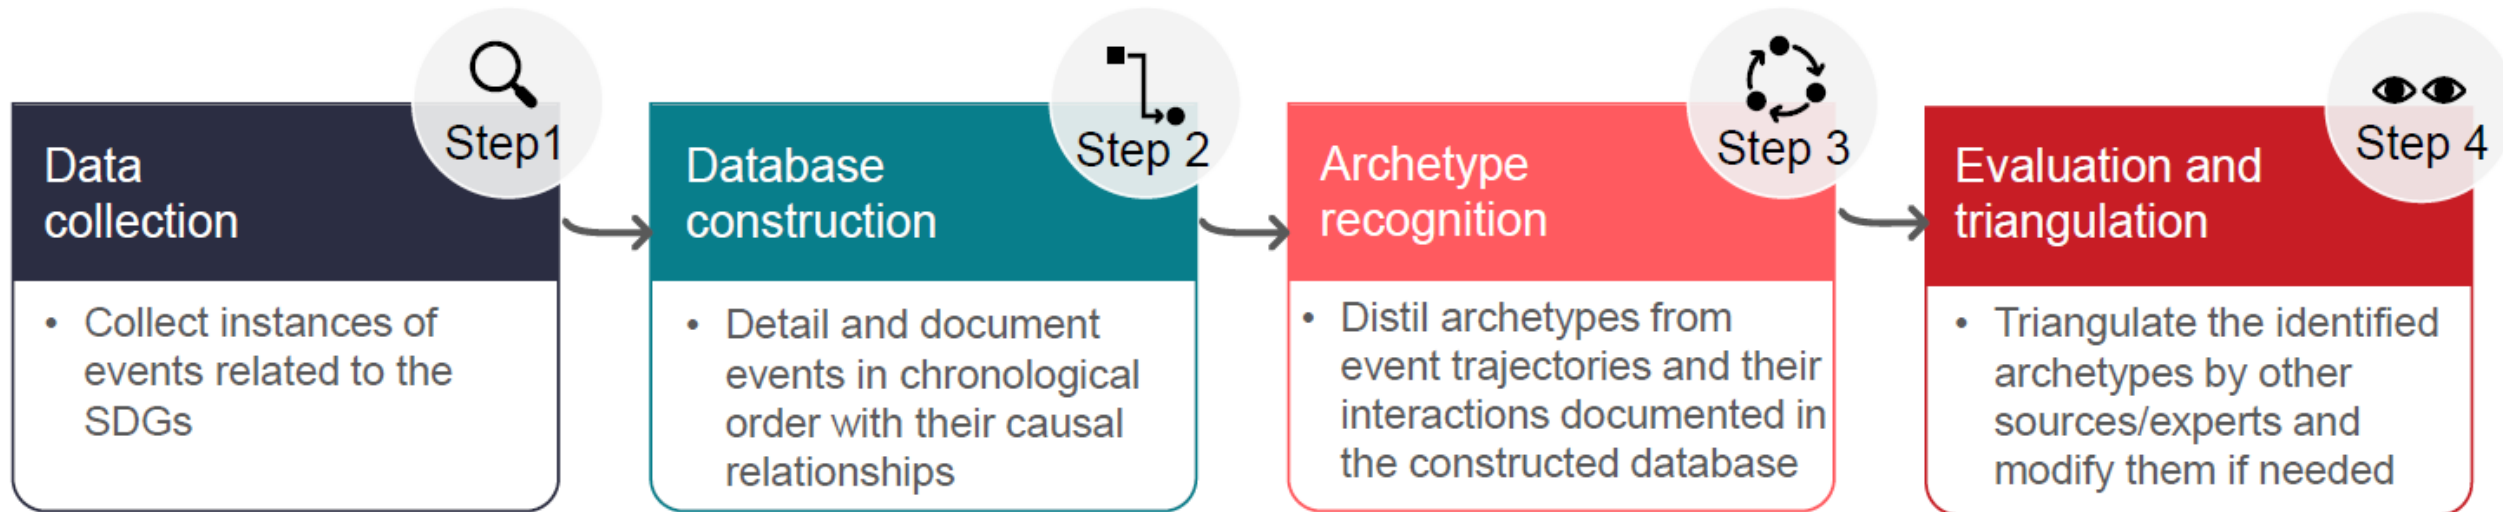 Step1
Data
collection
• Collect instances of
events related to the
SDGs
Step 2
Database
construction
• Detail and document
events in chronological
order with their causal
relationships
Step 3
Archetype
recognition
• Distil archetypes from
event trajectories and their
interactions documented in
the constructed database
Step 4
Evaluation and
triangulation
• Triangulate the identified
archetypes by other
sources/experts and
modify them if needed